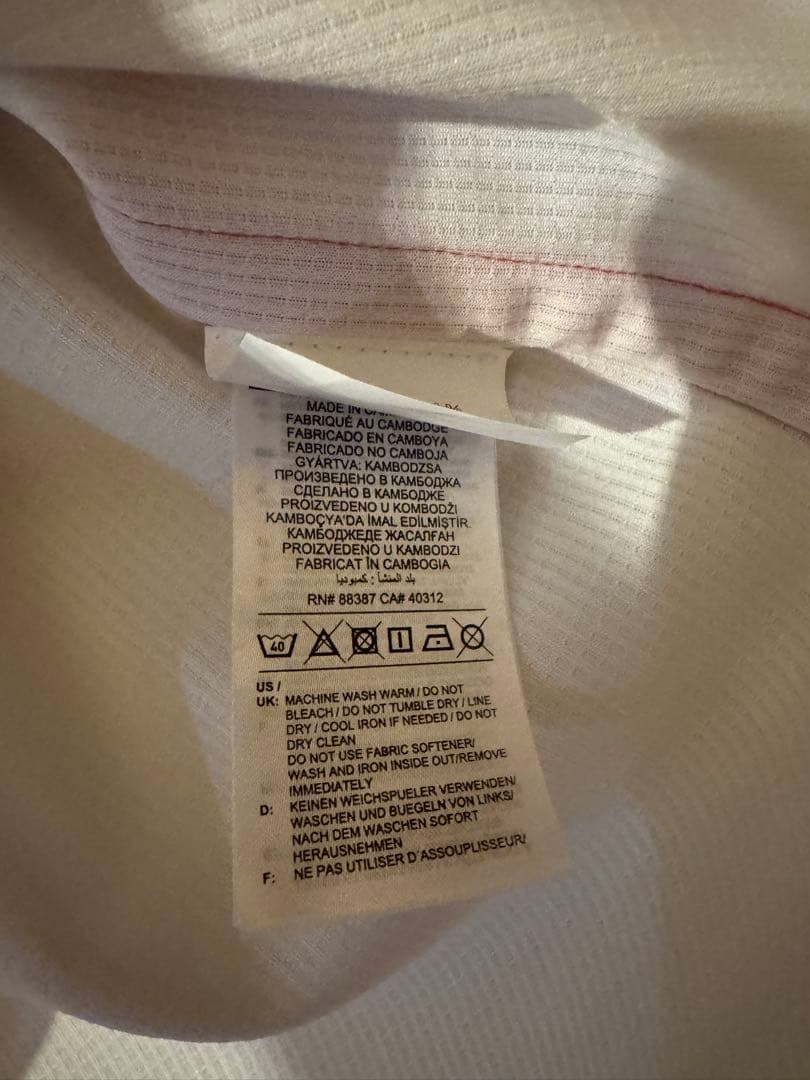 MADE IN
FABRIQUÉ AU CAMBODGE
FABRICADO EN CAMBOYA
FABRICADO NO CAMBOJA
GYÁRTVA: KAMBODZSA
ПРОИЗВЕДЕНО В КАМБОДЖА
СДЕЛАНО В КАМБОДЖЕ
PROIZVEDENO U KOMBODŽI
KAMBOÇYA'DA İMAL EDİLMİŞTİR
КАМБОДЖЕДЕ ЖАСАЛҒАН
PROIZVEDENO U KAMBODZI
FABRICAT ÎN CAMBOGIA
بلد المنشأ : كمبوديا
RN# 88387 CA# 40312
40
US /
UK: MACHINE WASH WARM / DO NOT
BLEACH / DO NOT TUMBLE DRY / LINE
DRY / COOL IRON IF NEEDED / DO NOT
DRY CLEAN
DO NOT USE FABRIC SOFTENER/
WASH AND IRON INSIDE OUT/REMOVE
IMMEDIATELY
D: KEINEN WEICHSPUELER VERWENDEN/
WASCHEN UND BUEGELN VON LINKS/
NACH DEM WASCHEN SOFORT
HERAUSNEHMEN
F: NE PAS UTILISER D'ASSOUPLISSEUR/